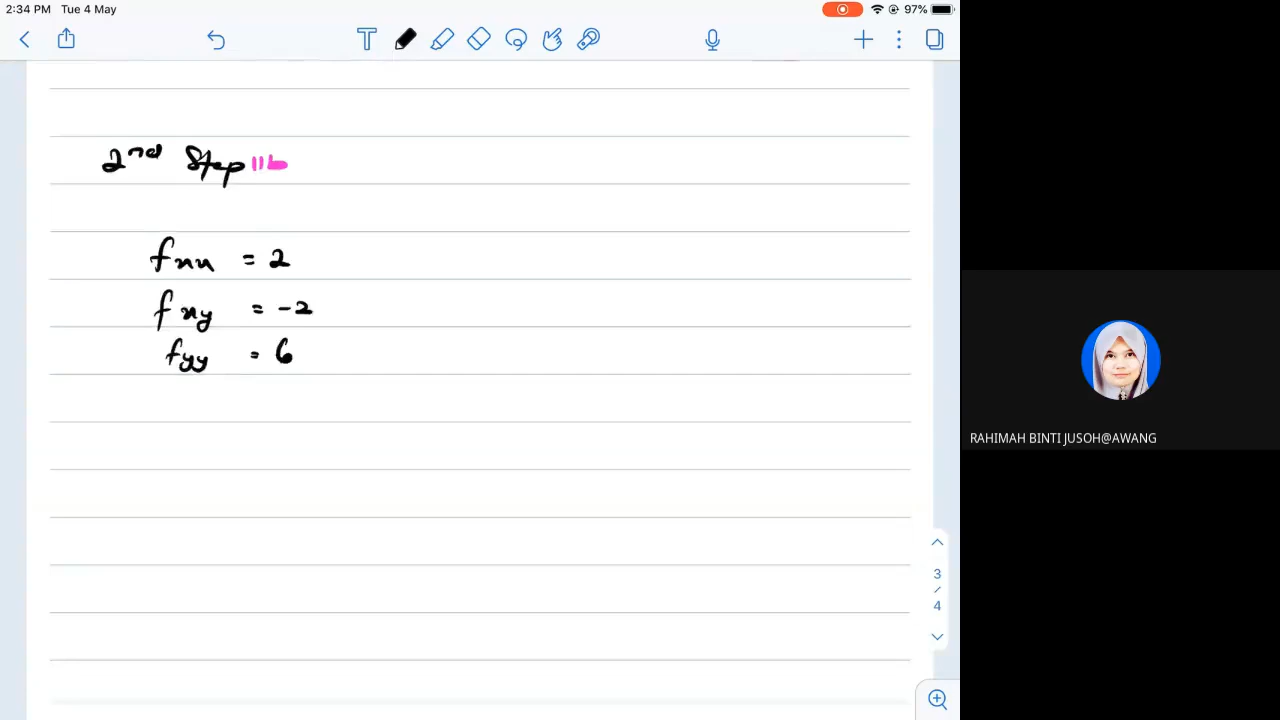 2:34 PM Tue 4 May
97%
2nd Step
fxx = 2
fxy = -2
fyy = 6
3
/
4
RAHIMAH BINTI JUSOH@AWANG